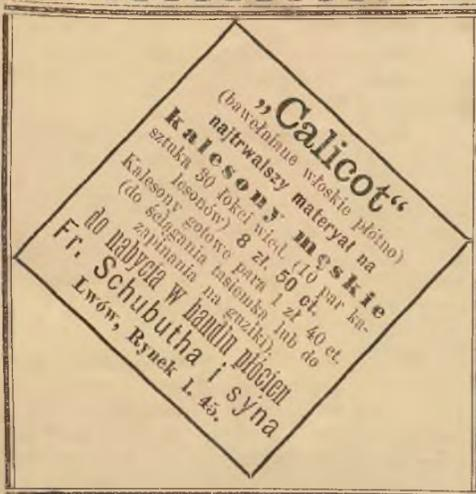 „Calicot“
(bawełniane włoskie płótno)
najtrwalszy materyał na
kalesony męskie
sztuka 30 łokci wied. (10 par ka-
lesonów) 8 zł. 50 ct.
Kalesony gotowe para 1 zł. 40 ct.
(do ściągania tasiemką lub do
zapinania na guziki),
do nabycia w handlu płócien
Fr. Schubutha i syna
Lwów, Rynek l. 45.